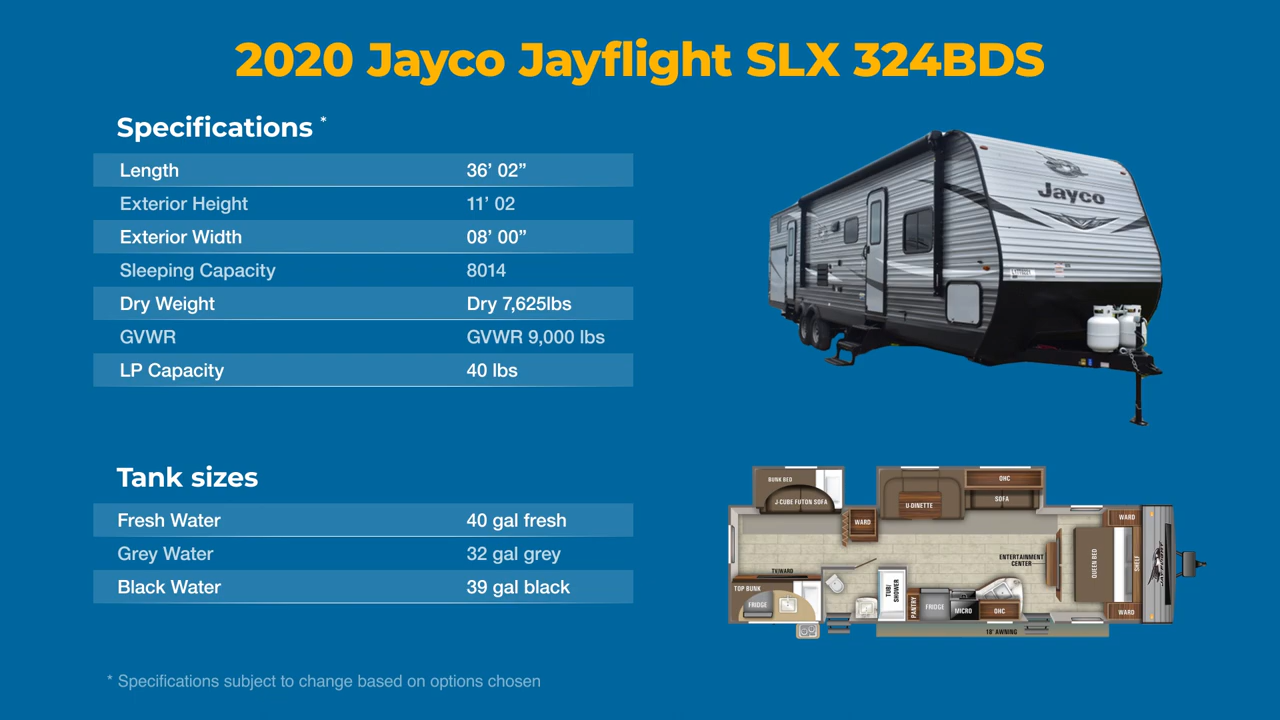 2020 Jayco Jayflight SLX 324BDS
Specifications *
Length 36’ 02”
Exterior Height 11’ 02
Exterior Width 08’ 00”
Sleeping Capacity 8014
Dry Weight Dry 7,625lbs
GVWR GVWR 9,000 lbs
LP Capacity 40 lbs
Jayco
Tank sizes
Fresh Water 40 gal fresh
Grey Water 32 gal grey
Black Water 39 gal black
BUNK BED
J-CUBE FUTON SOFA
WARD
U-DINETTE
OHC
SOFA
WARD
ENTERTAINMENT
CENTER
QUEEN BED
SHELF
TV/WARD
TOP BUNK
FRIDGE
TUB/
SHOWER
PANTRY
FRIDGE
MICRO
OHC
WARD
18' AWNING
* Specifications subject to change based on options chosen